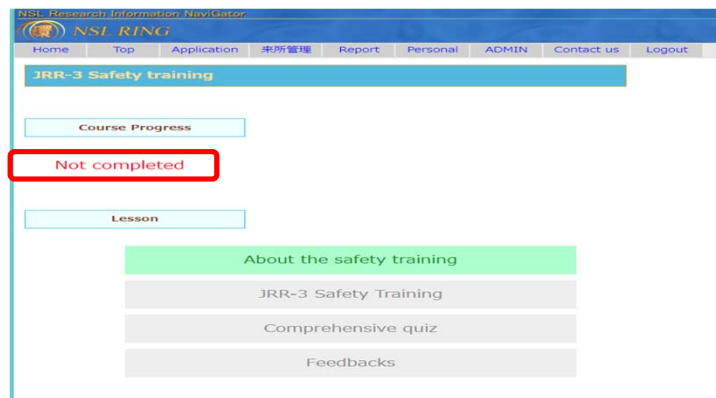 NSL Research Information NaviGator
(環) NSL RING
Home Top Application 来所管理 Report Personal ADMIN Contact us Logout
JRR-3 Safety training
Course Progress
Not completed
Lesson
About the safety training
JRR-3 Safety Training
Comprehensive quiz
Feedbacks